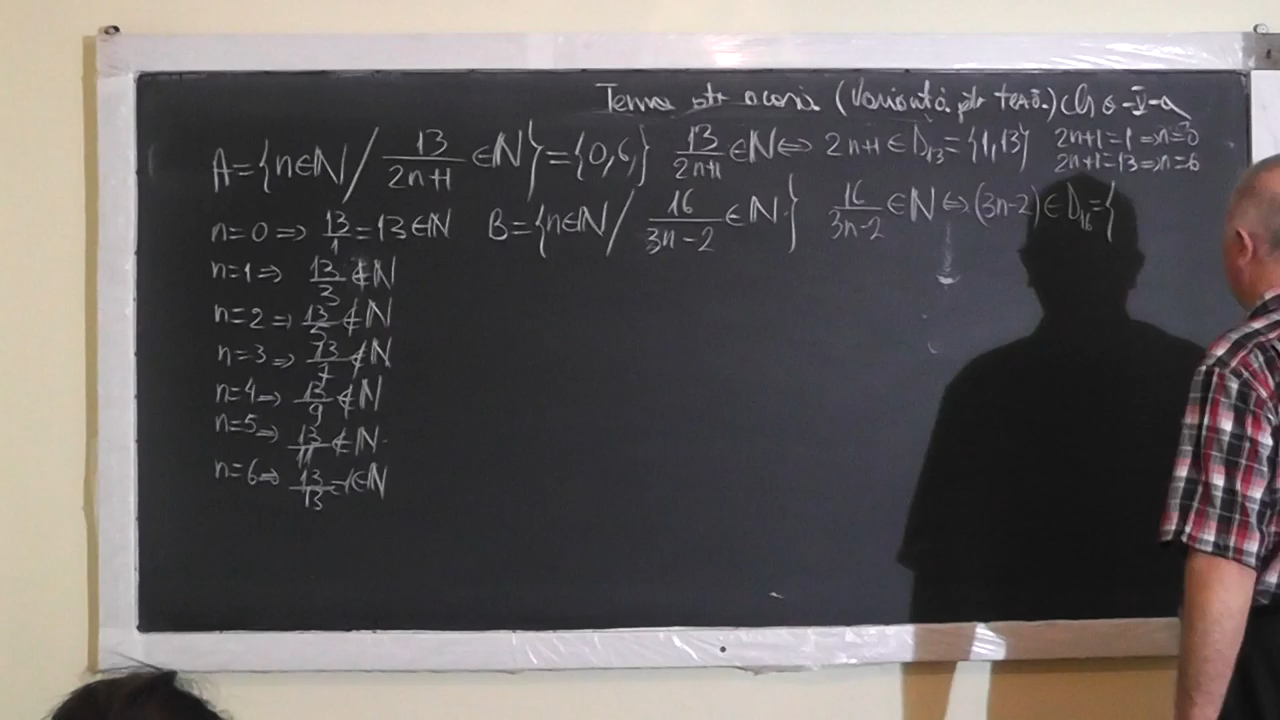 Tema ptr acasă (Variantă ptr teză.) cls a-V-a
A={n∈ℕ / 13/(2n+1) ∈ℕ}={0,6,} 13/(2n+1) ∈ℕ⇔ 2n+1 ∈ D₁₃={1,13} 2n+1=1⇒n=0
2n+1=13⇒n=6
n=0 ⇒ 13/1=13∈ℕ B={n∈ℕ / 16/(3n-2) ∈ℕ} 16/(3n-2) ∈ℕ ⇔ (3n-2) ∈ D₁₆={
n=1 ⇒ 13/3 ∉ℕ
n=2 ⇒ 13/5 ∉ℕ
n=3 ⇒ 13/7 ∉ℕ
n=4 ⇒ 13/9 ∉ℕ
n=5 ⇒ 13/11 ∉ℕ
n=6 ⇒ 13/13=1∈ℕ